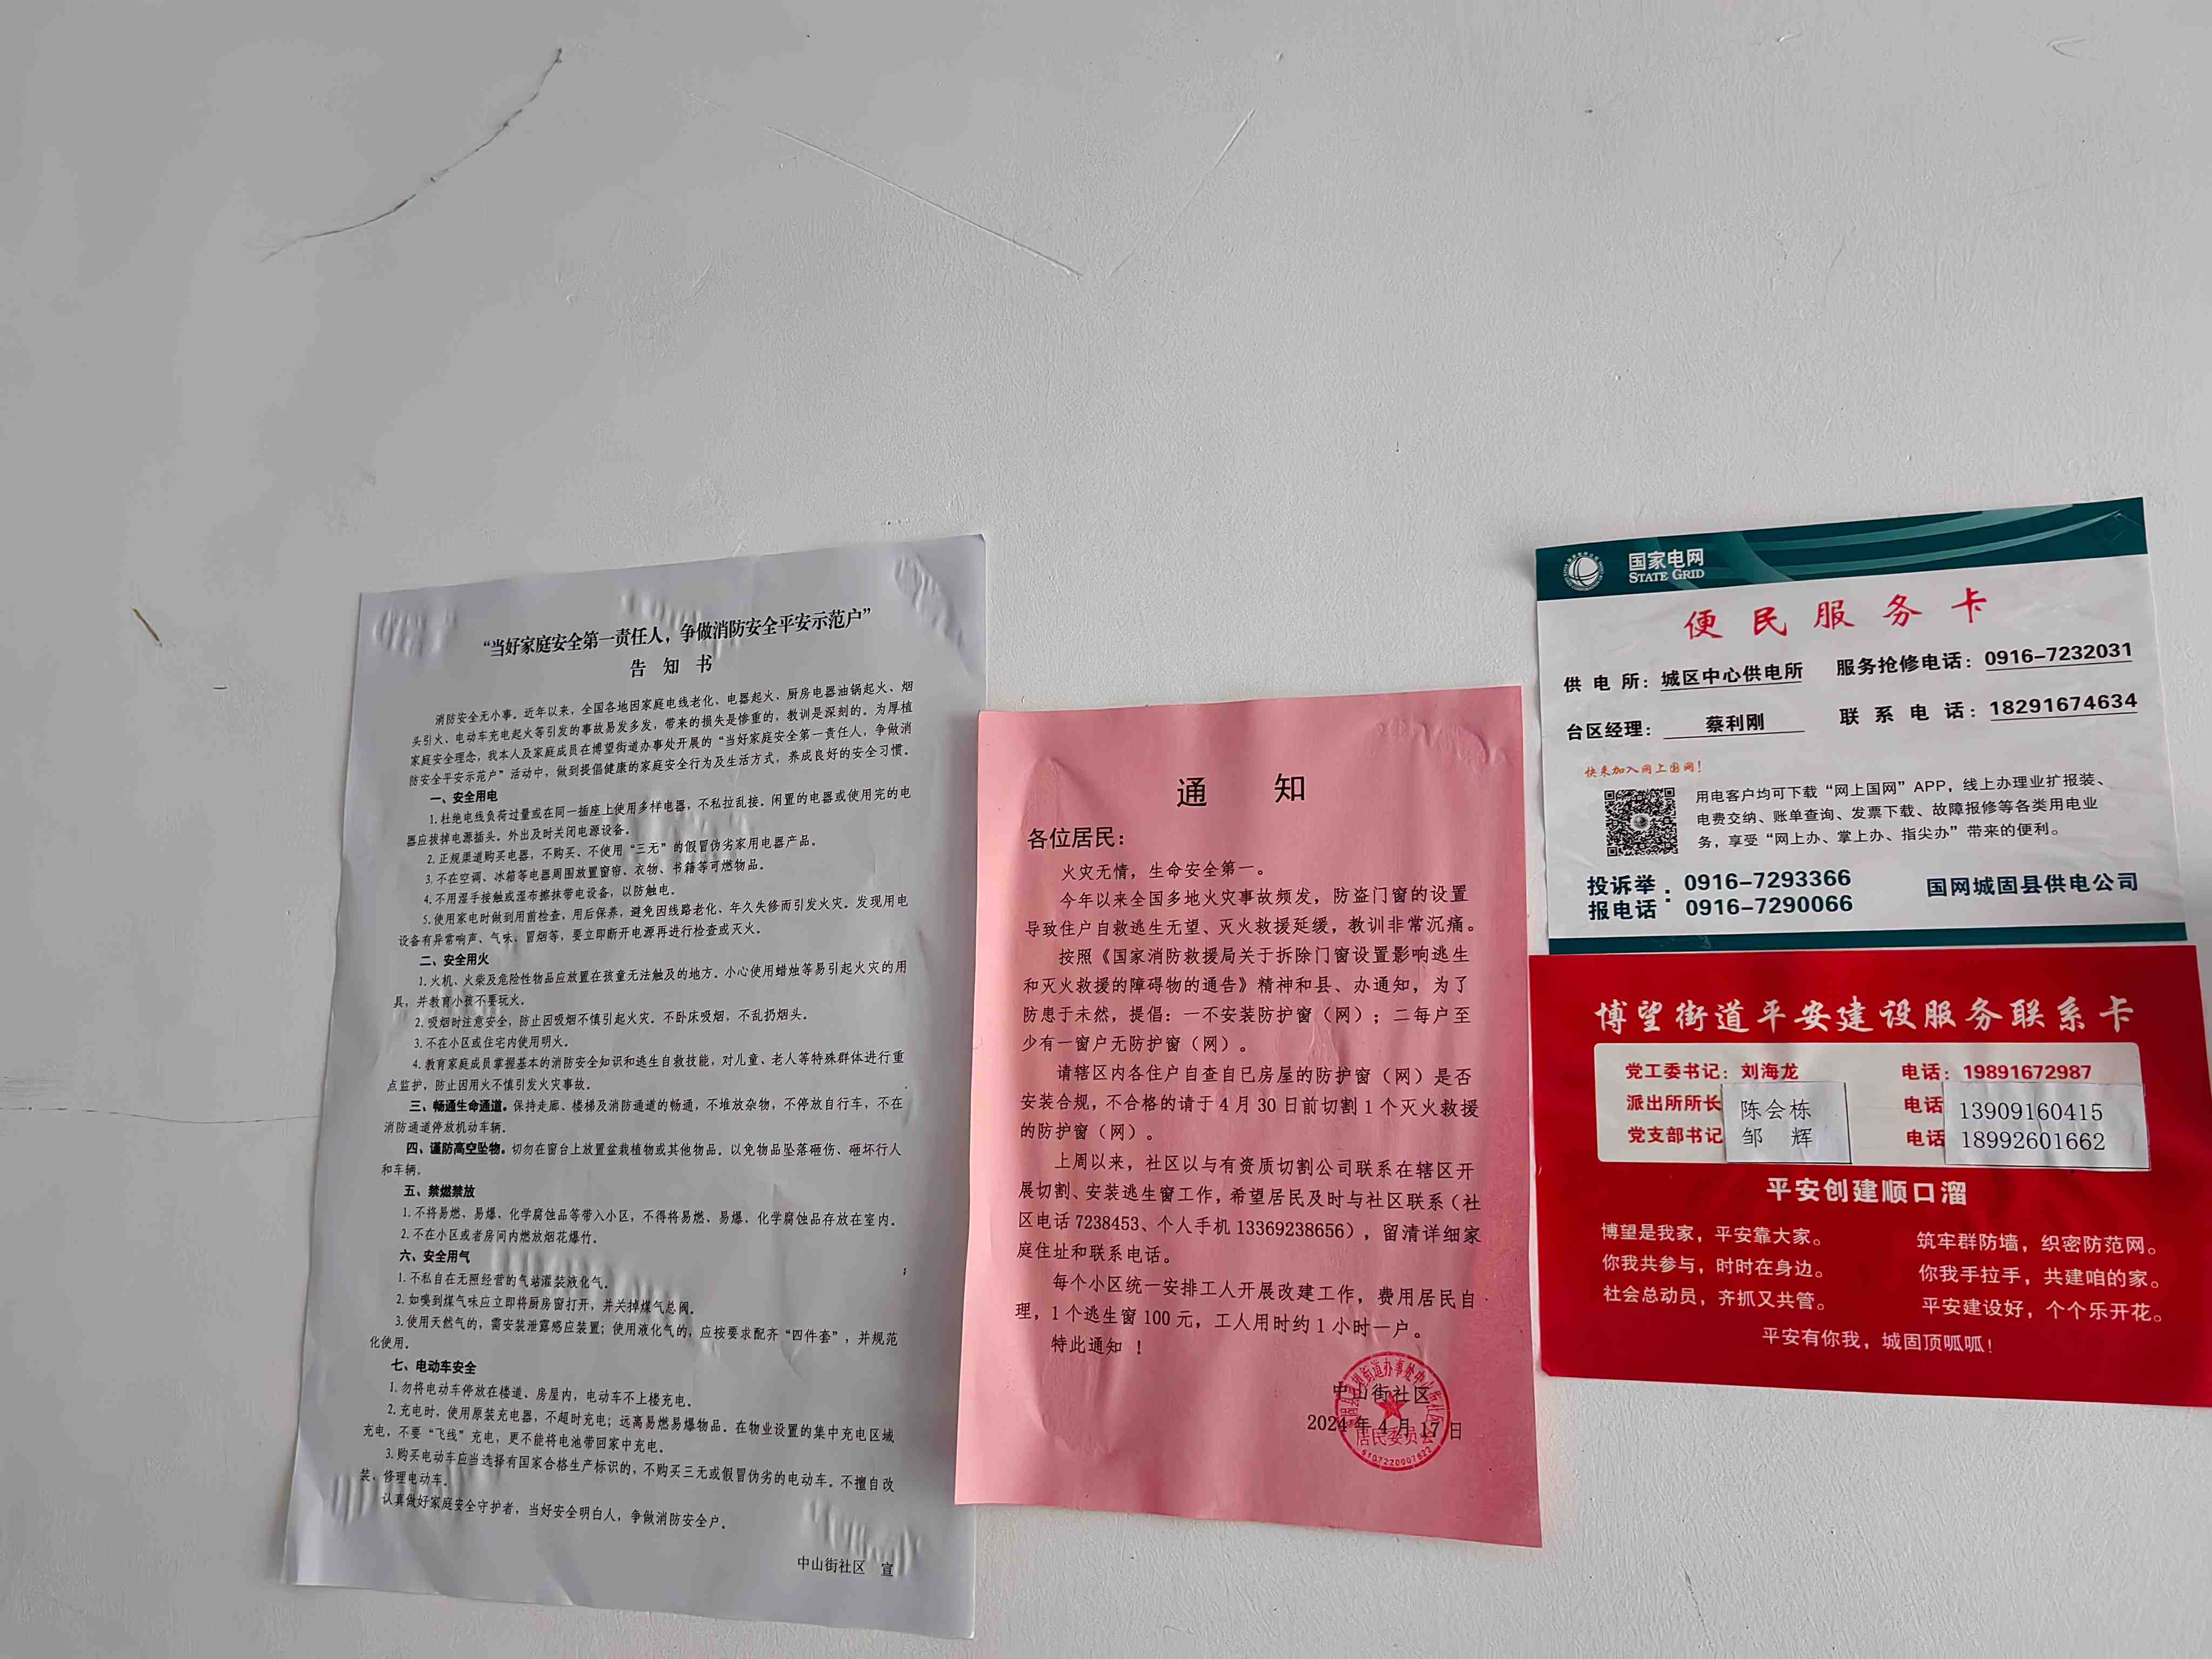 “当好家庭安全第一责任人，争做消防安全平安示范户”
告 知 书
消防安全无小事。近年以来，全国各地因家庭电线老化、电器起火、厨房电器油锅起火、烟
头引火、电动车充电起火等引发的事故易发多发，带来的损失是惨重的，教训是深刻的。为厚植
家庭安全理念，我本人及家庭成员在博望街道办事处开展的“当好家庭安全第一责任人，争做消
防安全平安示范户”活动中，做到提倡健康的家庭安全行为及生活方式，养成良好的安全习惯。
一、安全用电
1.杜绝电线负荷过量或在同一插座上使用多样电器，不私拉乱接。闲置的电器或使用完的电
器应拔掉电源插头。外出及时关闭电源设备。
2.正规渠道购买电器，不购买、不使用“三无”的假冒伪劣家用电器产品。
3.不在空调、冰箱等电器周围放置窗帘、衣物、书籍等可燃物品。
4.不用湿手接触或湿布擦抹带电设备，以防触电。
5.使用家电时做到用前检查，用后保养，避免因线路老化、年久失修而引发火灾。发现用电
设备有异常响声、气味、冒烟等，要立即断开电源再进行检查或灭火。
二、安全用火
1.火机、火柴及危险性物品应放置在孩童无法触及的地方。小心使用蜡烛等易引起火灾的用
具，并教育小孩不要玩火。
2.吸烟时注意安全，防止因吸烟不慎引起火灾。不卧床吸烟，不乱扔烟头。
3.不在小区或住宅内使用明火。
4.教育家庭成员掌握基本的消防安全知识和逃生自救技能，对儿童、老人等特殊群体进行重
点监护，防止因用火不慎引发火灾事故。
三、畅通生命通道。保持走廊、楼梯及消防通道的畅通，不堆放杂物，不停放自行车，不在
消防通道停放机动车辆。
四、谨防高空坠物。切勿在窗台上放置盆栽植物或其他物品。以免物品坠落砸伤、砸坏行人
和车辆。
五、禁燃禁放
1.不将易燃、易爆、化学腐蚀品等带入小区，不得将易燃、易爆、化学腐蚀品存放在室内。
2.不在小区或老房间内燃放烟花爆竹。
六、安全用气
1.不私自在无照经营的气站灌装液化气。
2.如嗅到煤气味应立即将厨房窗打开，并关掉煤气总阀。
3.使用天然气的，需安装泄露感应装置；使用液化气的，应按要求配齐“四件套”，并规范
化使用。
七、电动车安全
1.勿将电动车停放在楼道、房屋内，电动车不上楼充电。
2.充电时，使用原装充电器，不超时充电；远离易燃易爆物品。在物业设置的集中充电区域
充电，不要“飞线”充电，更不能将电池带回家中充电。
3.购买电动车应当选择有国家合格生产标识的，不购买三无或假冒伪劣的电动车。不擅自改
装、修理电动车。
认真做好家庭安全守护者，当好安全明白人，争做消防安全户。
中山街社区 宣
通 知
各位居民：
火灾无情，生命安全第一。
今年以来全国多地火灾事故频发，防盗门窗的设置
导致住户自救逃生无望、灭火救援延缓，教训非常沉痛。
按照《国家消防救援局关于拆除门窗设置影响逃生
和灭火救援的障碍物的通告》精神和县、办通知，为了
防患于未然，提倡：一不安装防护窗（网）；二每户至
少有一窗户无防护窗（网）。
请辖区内各住户自查自己房屋的防护窗（网）是否
安装合规，不合格的请于4月30日前切割1个灭火救援
的防护窗（网）。
上周以来，社区以与有资质切割公司联系在辖区开
展切割、安装逃生窗工作，希望居民及时与社区联系（社
区电话7238453、个人手机13369238656），留清详细家
庭住址和联系电话。
每个小区统一安排工人开展改建工作，费用居民自
理，1个逃生窗100元，工人用时约1小时一户。
特此通知！
中山街社区
2024年4月17日
居民委员会
国家电网
STATE GRID
便民服务卡
供 电 所：城区中心供电所 服务抢修电话：0916-7232031
台区经理： 蔡利刚 联 系 电 话：18291674634
快来加入网上国网！
用电客户均可下载“网上国网”APP，线上办理业扩报装、
电费交纳、账单查询、发票下载、故障报修等各类用电业
务，享受“网上办、掌上办、指尖办”带来的便利。
投诉举报电话：0916-7293366
0916-7290066
国网城固县供电公司
博望街道平安建设服务联系卡
党工委书记：刘海龙 电话：19891672987
派出所所长 陈会栋 电话 13909160415
党支部书记 邹 辉 电话 18992601662
平安创建顺口溜
博望是我家，平安靠大家。
你我共参与，时时在身边。
社会总动员，齐抓又共管。
筑牢群防墙，织密防范网。
你我手拉手，共建咱的家。
平安建设好，个个乐开花。
平安有你我，城固顶呱呱！